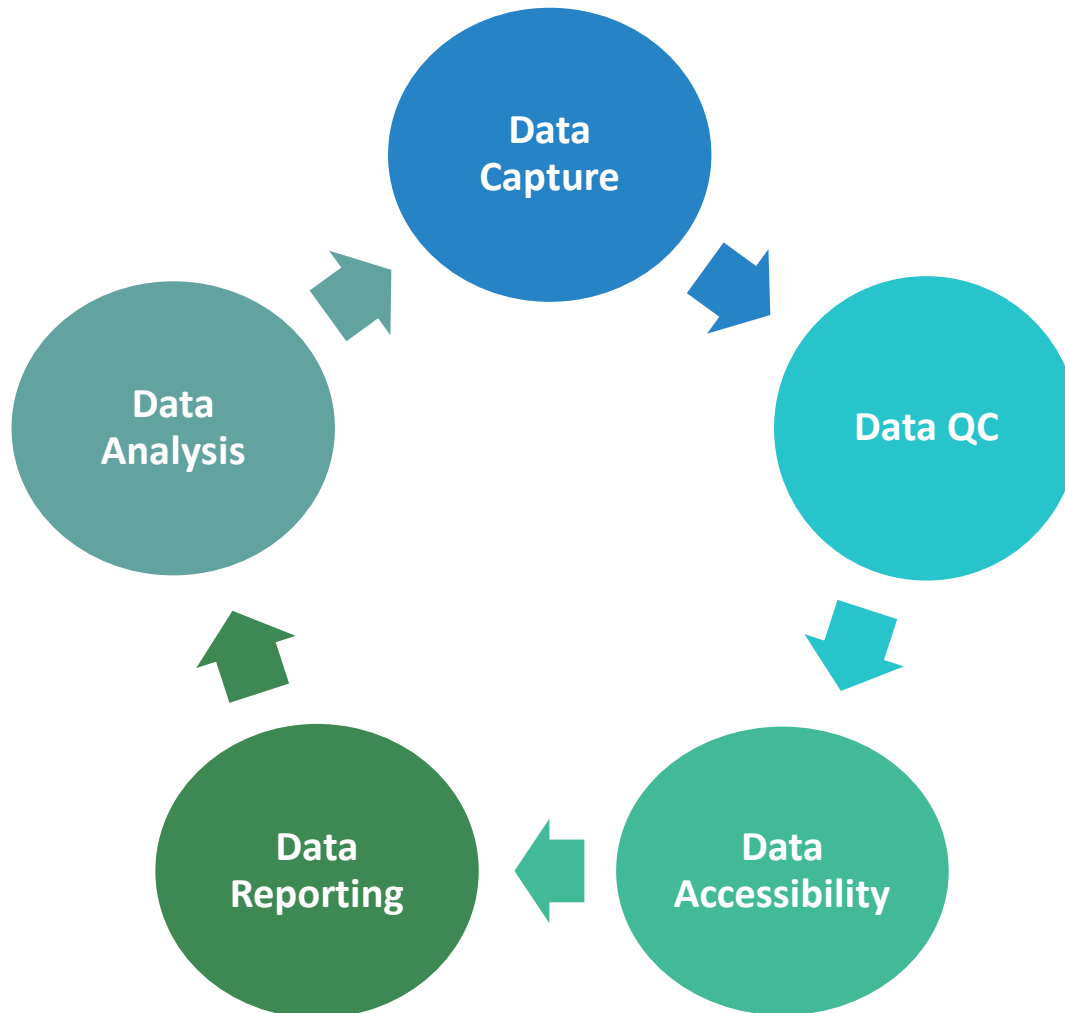 Data
Capture
Data QC
Data
Accessibility
Data
Reporting
Data
Analysis